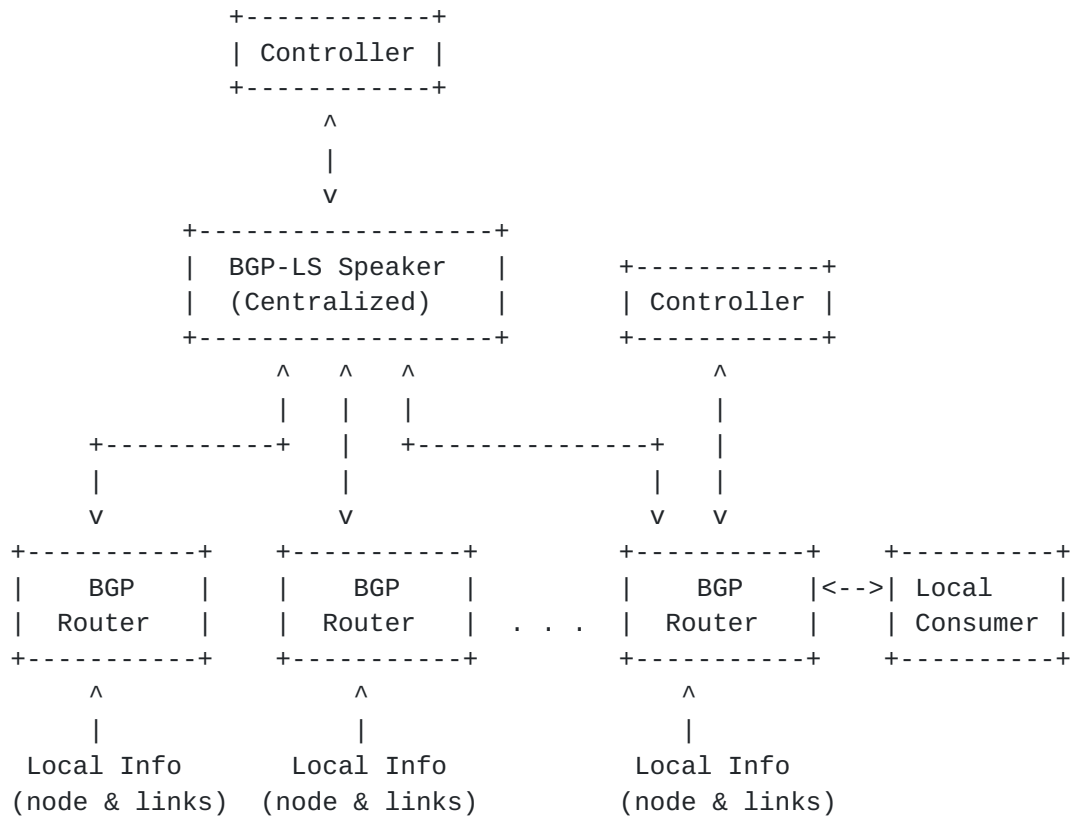 Controller
BGP-LS Speaker
(Centralized)
Controller
BGP
Router
BGP
Router
. . .
BGP
Router
<-->
Local
Consumer
Local Info
(node & links)
Local Info
(node & links)
Local Info
(node & links)